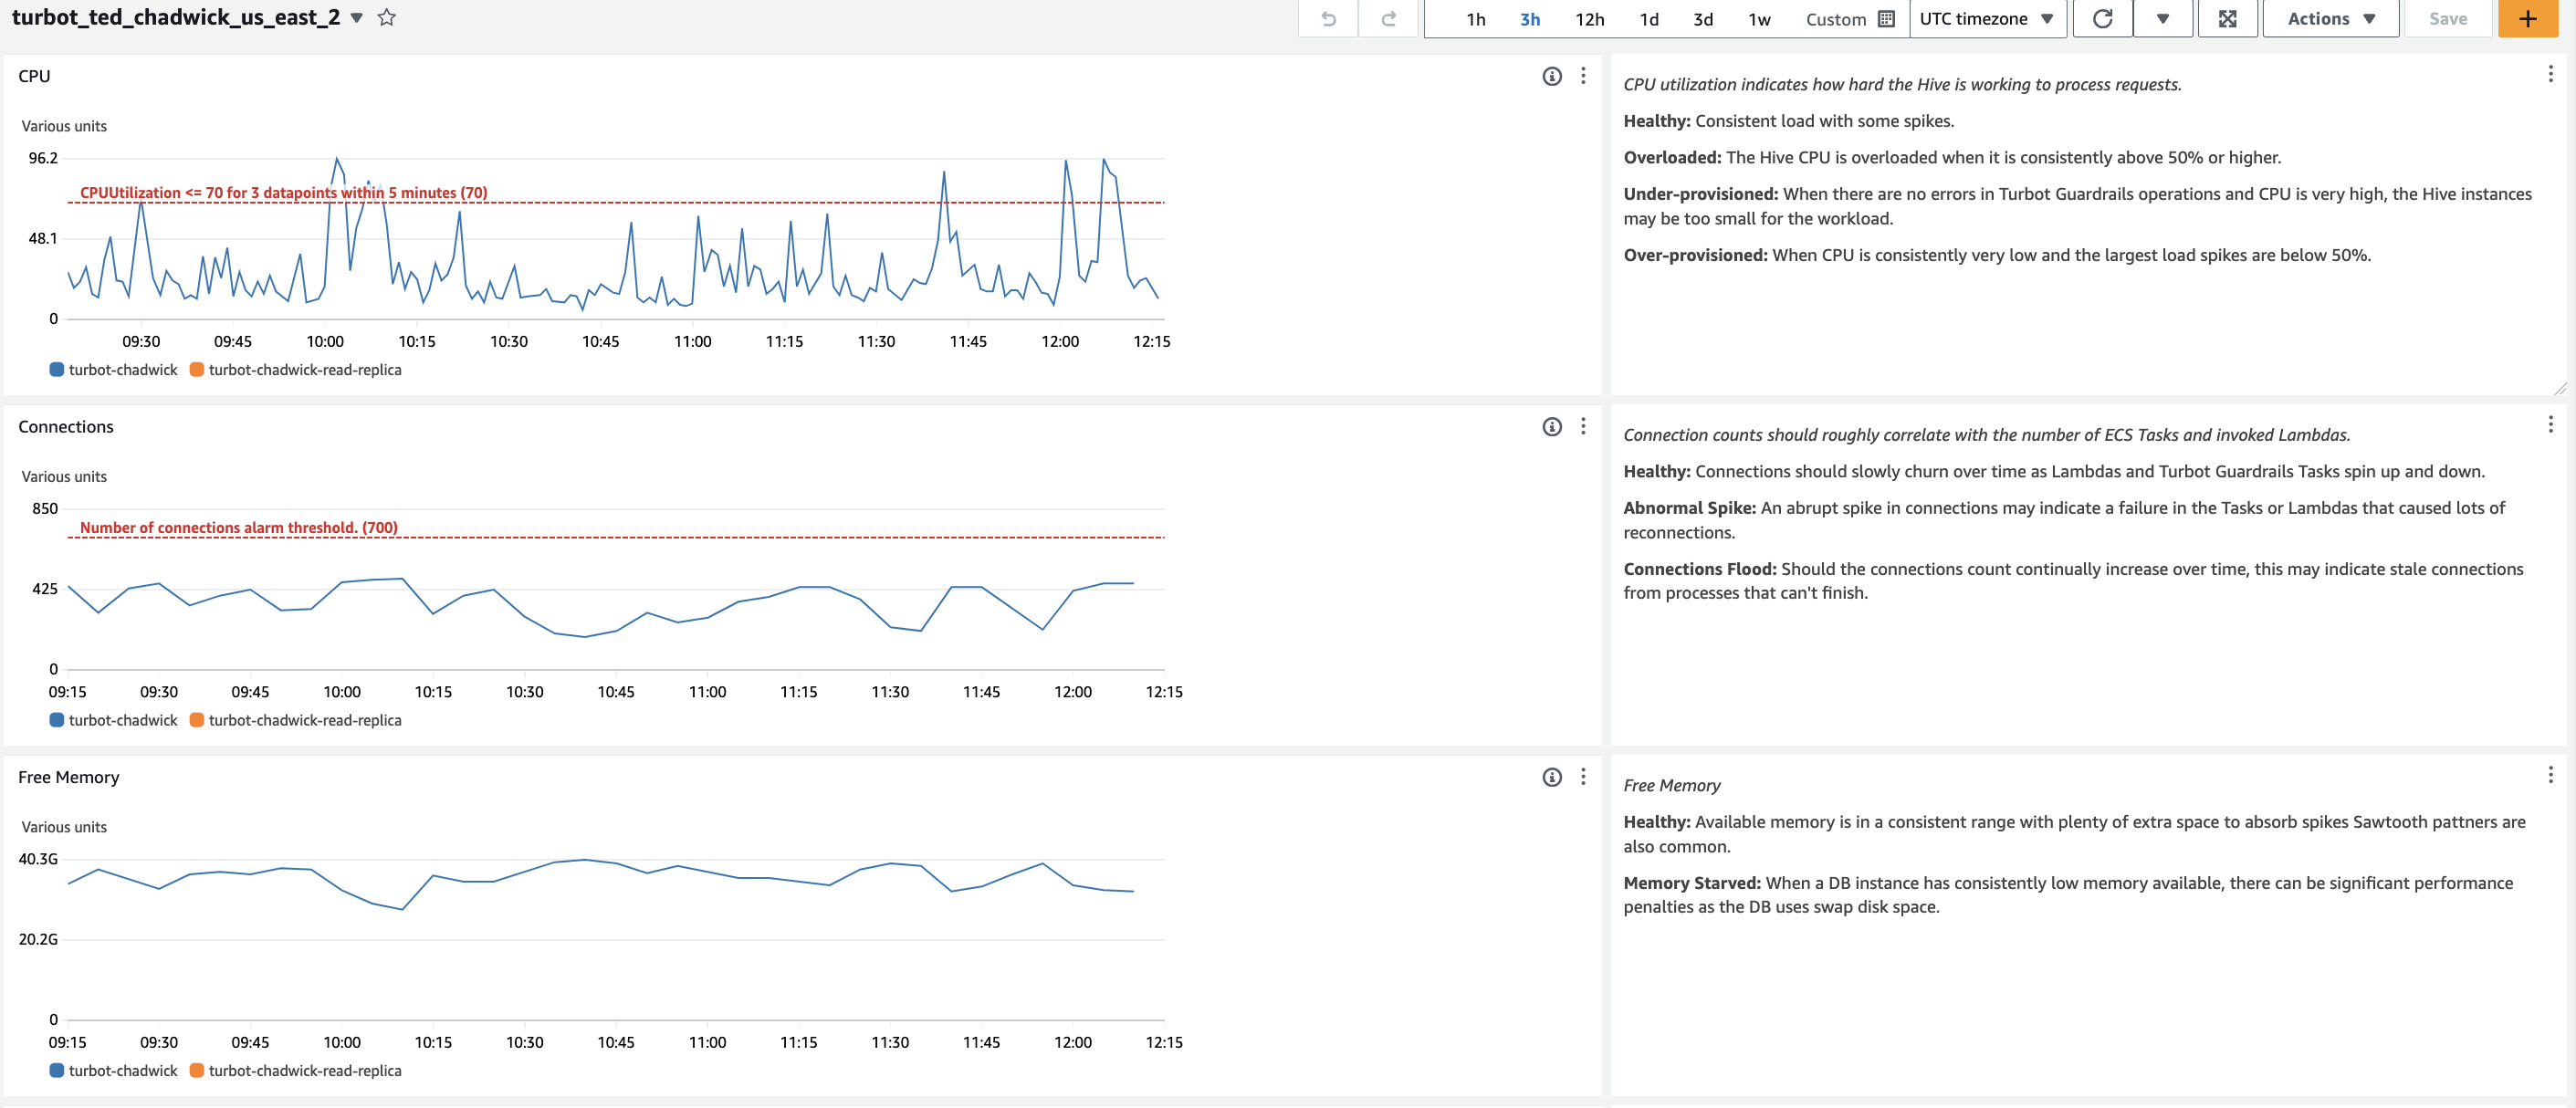 turbot_ted_chadwick_us_east_2
1h 3h 12h 1d 3d 1w Custom UTC timezone Actions Save
CPU
Various units
96.2
CPUUtilization <= 70 for 3 datapoints within 5 minutes (70)
48.1
0
09:30 09:45 10:00 10:15 10:30 10:45 11:00 11:15 11:30 11:45 12:00 12:15
turbot-chadwick turbot-chadwick-read-replica
CPU utilization indicates how hard the Hive is working to process requests.
Healthy: Consistent load with some spikes.
Overloaded: The Hive CPU is overloaded when it is consistently above 50% or higher.
Under-provisioned: When there are no errors in Turbot Guardrails operations and CPU is very high, the Hive instances
may be too small for the workload.
Over-provisioned: When CPU is consistently very low and the largest load spikes are below 50%.
Connections
Various units
850
Number of connections alarm threshold. (700)
425
0
09:15 09:30 09:45 10:00 10:15 10:30 10:45 11:00 11:15 11:30 11:45 12:00 12:15
turbot-chadwick turbot-chadwick-read-replica
Connection counts should roughly correlate with the number of ECS Tasks and invoked Lambdas.
Healthy: Connections should slowly churn over time as Lambdas and Turbot Guardrails Tasks spin up and down.
Abnormal Spike: An abrupt spike in connections may indicate a failure in the Tasks or Lambdas that caused lots of
reconnections.
Connections Flood: Should the connections count continually increase over time, this may indicate stale connections
from processes that can't finish.
Free Memory
Various units
40.3G
20.2G
0
09:15 09:30 09:45 10:00 10:15 10:30 10:45 11:00 11:15 11:30 11:45 12:00 12:15
turbot-chadwick turbot-chadwick-read-replica
Free Memory
Healthy: Available memory is in a consistent range with plenty of extra space to absorb spikes Sawtooth pattners are
also common.
Memory Starved: When a DB instance has consistently low memory available, there can be significant performance
penalties as the DB uses swap disk space.